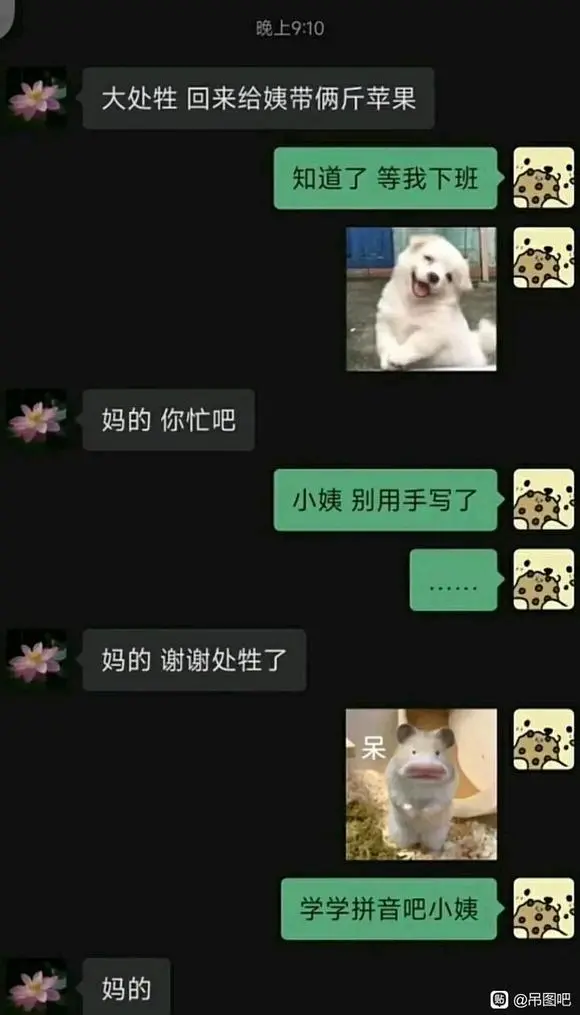 晚上9:10
大处牲 回来给姨带俩斤苹果
知道了 等我下班
妈的 你忙吧
小姨 别用手写了
……
妈的 谢谢处牲了
呆
学学拼音吧小姨
妈的
贴 @吊图吧